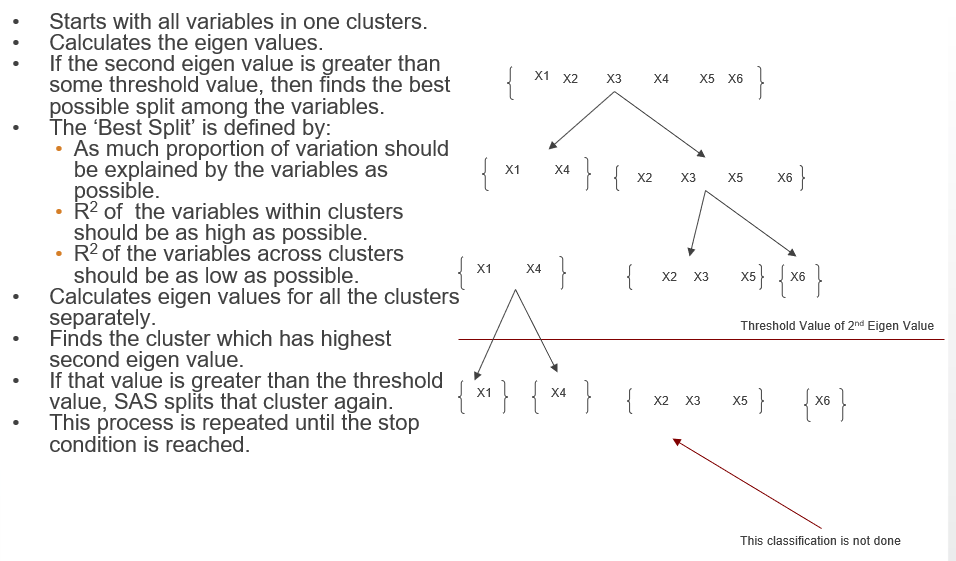 • Starts with all variables in one clusters.
• Calculates the eigen values.
• If the second eigen value is greater than
some threshold value, then finds the best
possible split among the variables.
• The ‘Best Split’ is defined by:
• As much proportion of variation should
be explained by the variables as
possible.
• R² of the variables within clusters
should be as high as possible.
• R² of the variables across clusters
should be as low as possible.
• Calculates eigen values for all the clusters
separately.
• Finds the cluster which has highest
second eigen value.
• If that value is greater than the threshold
value, SAS splits that cluster again.
• This process is repeated until the stop
condition is reached.
{ X1 X2 X3 X4 X5 X6 }
{ X1 X4 } { X2 X3 X5 X6 }
{ X1 X4 } { X2 X3 X5 } { X6 }
Threshold Value of 2nd Eigen Value
{ X1 } { X4 } { X2 X3 X5 } { X6 }
This classification is not done